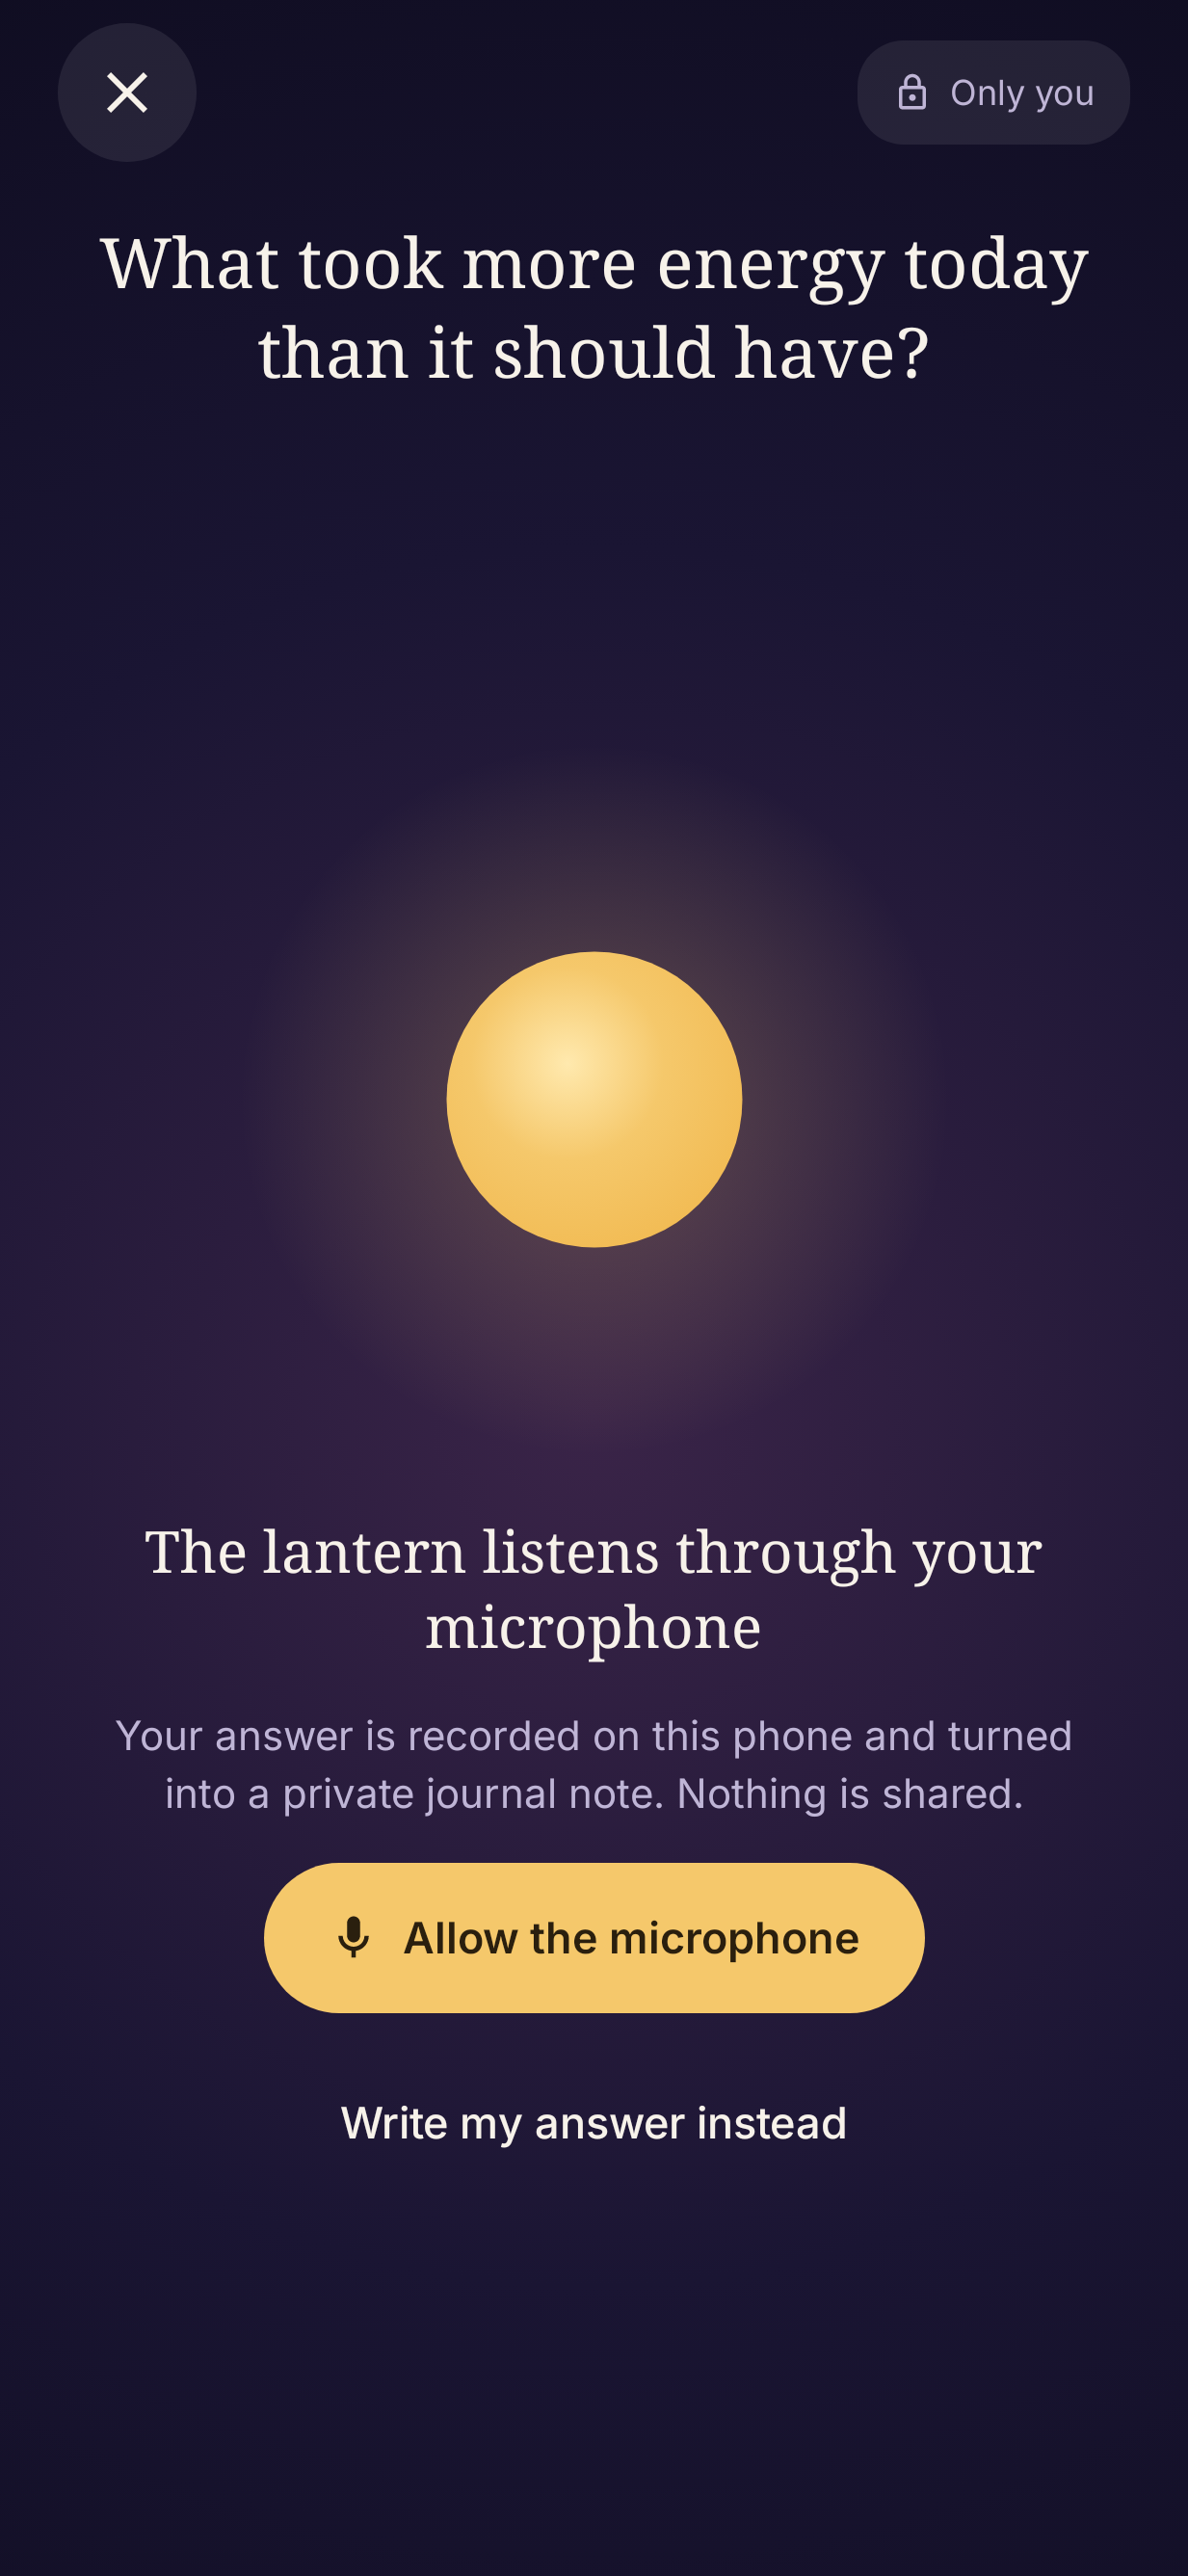 Only you
What took more energy today
than it should have?
The lantern listens through your
microphone
Your answer is recorded on this phone and turned
into a private journal note. Nothing is shared.
Allow the microphone
Write my answer instead